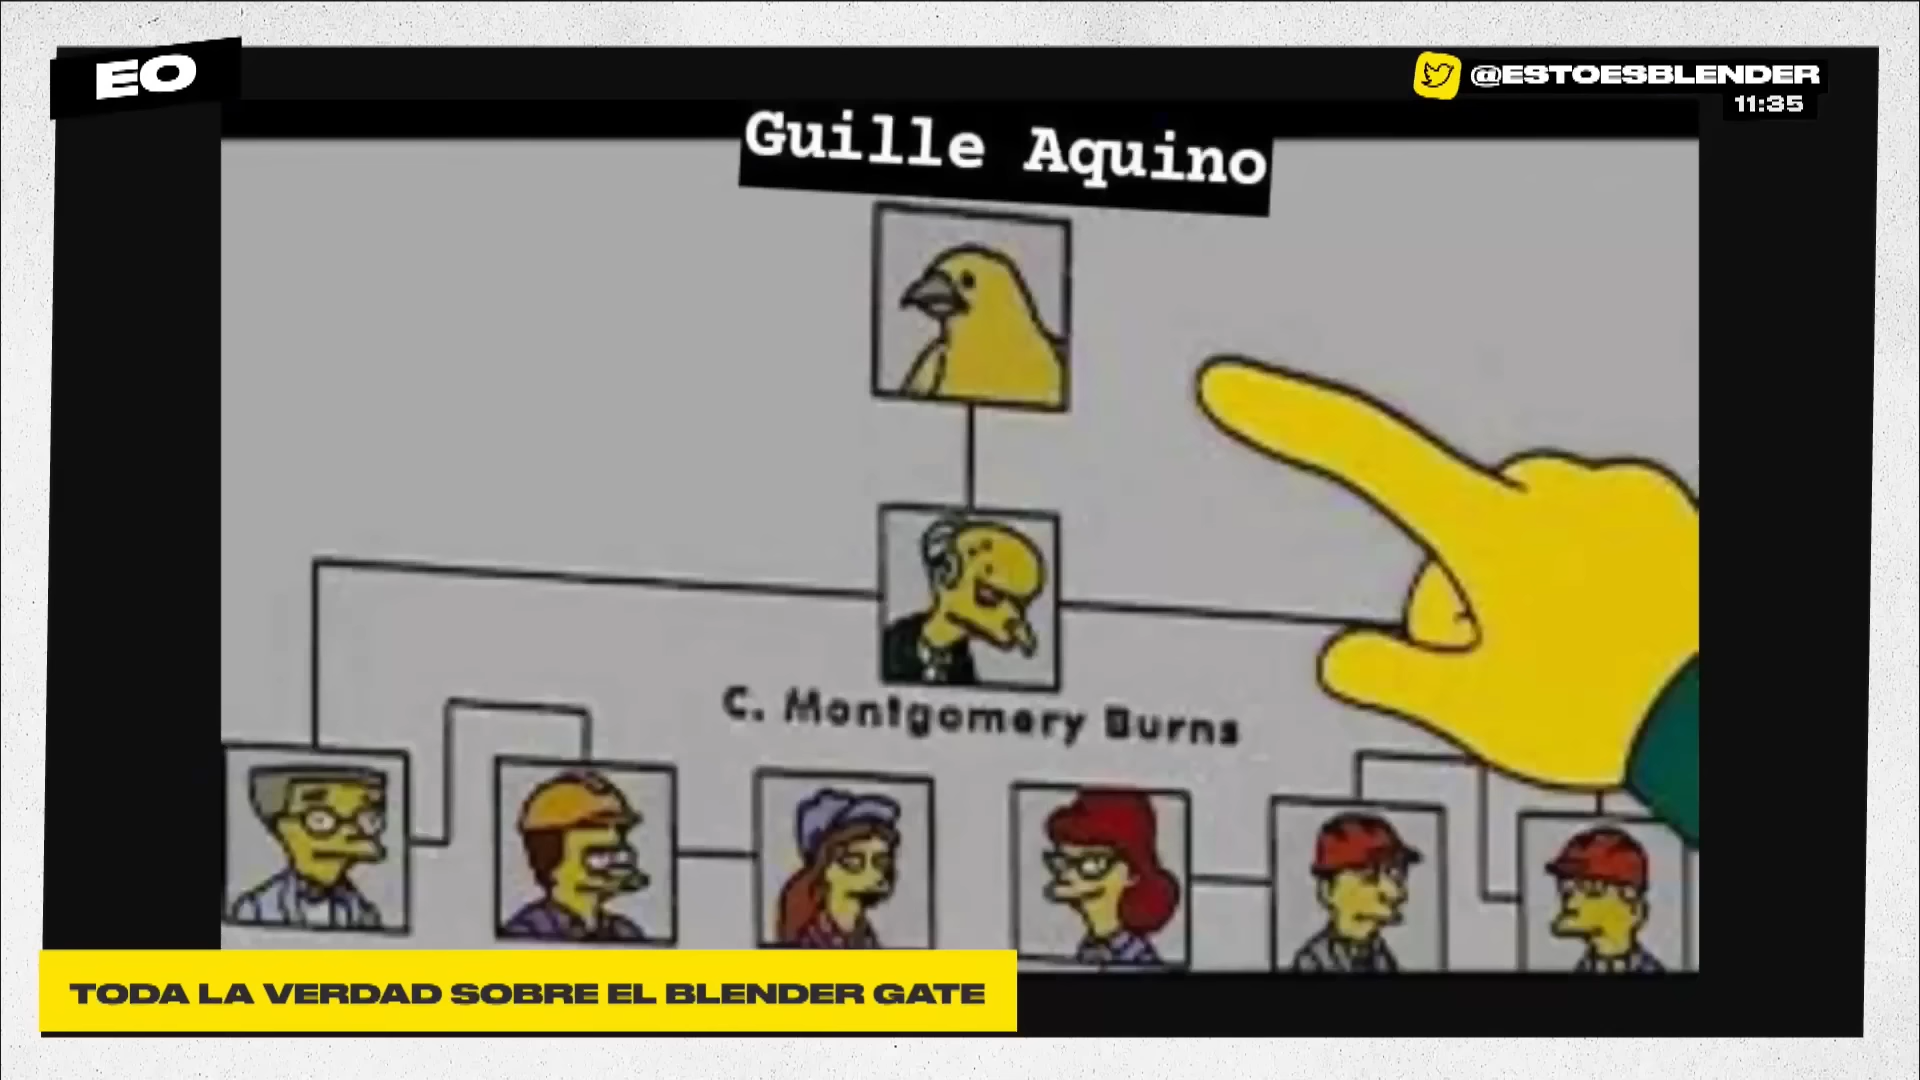 EO
@ESTOESBLENDER
11:35
Guille Aquino
C. Montgomery Burns
TODA LA VERDAD SOBRE EL BLENDER GATE